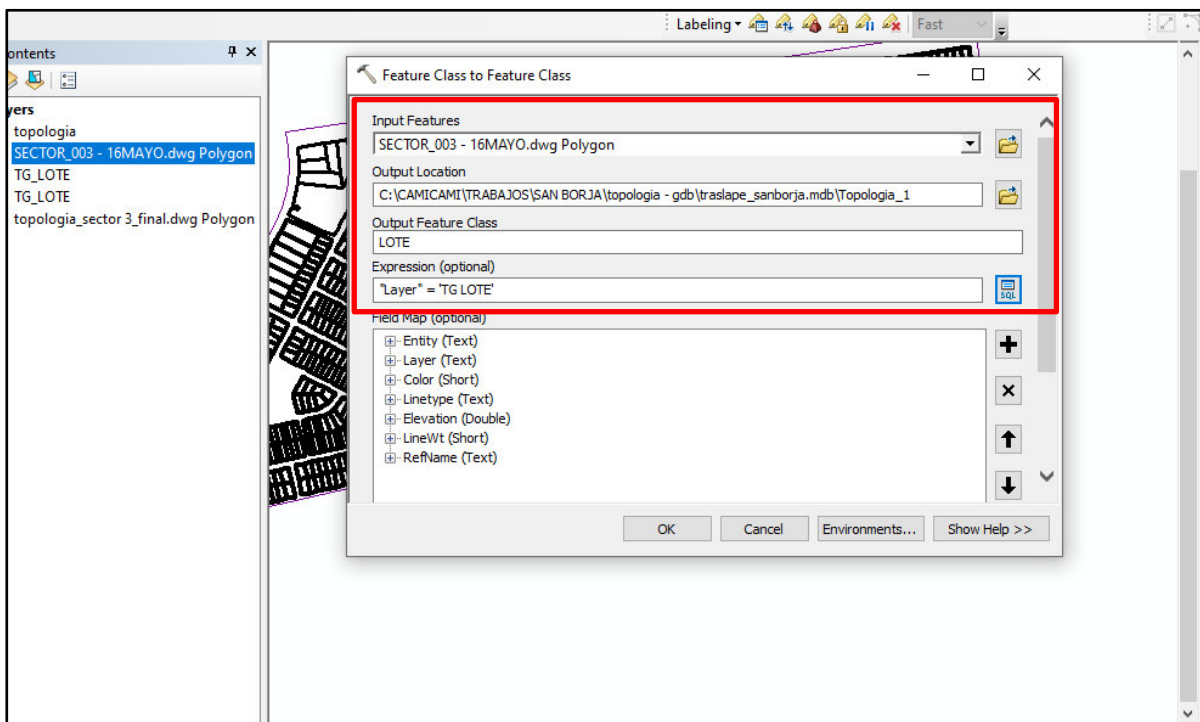 Labeling
Fast
ontents
yers
topologia
SECTOR_003 - 16MAYO.dwg Polygon
TG_LOTE
TG_LOTE
topologia_sector 3_final.dwg Polygon
Feature Class to Feature Class
Input Features
SECTOR_003 - 16MAYO.dwg Polygon
Output Location
C:\CAMICAMI\TRABAJOS\SAN BORJA\topologia - gdb\traslape_sanborja.mdb\Topologia_1
Output Feature Class
LOTE
Expression (optional)
"Layer" = 'TG LOTE'
SQL
Field Map (optional)
Entity (Text)
Layer (Text)
Color (Short)
Linetype (Text)
Elevation (Double)
LineWt (Short)
RefName (Text)
OK Cancel Environments... Show Help >>